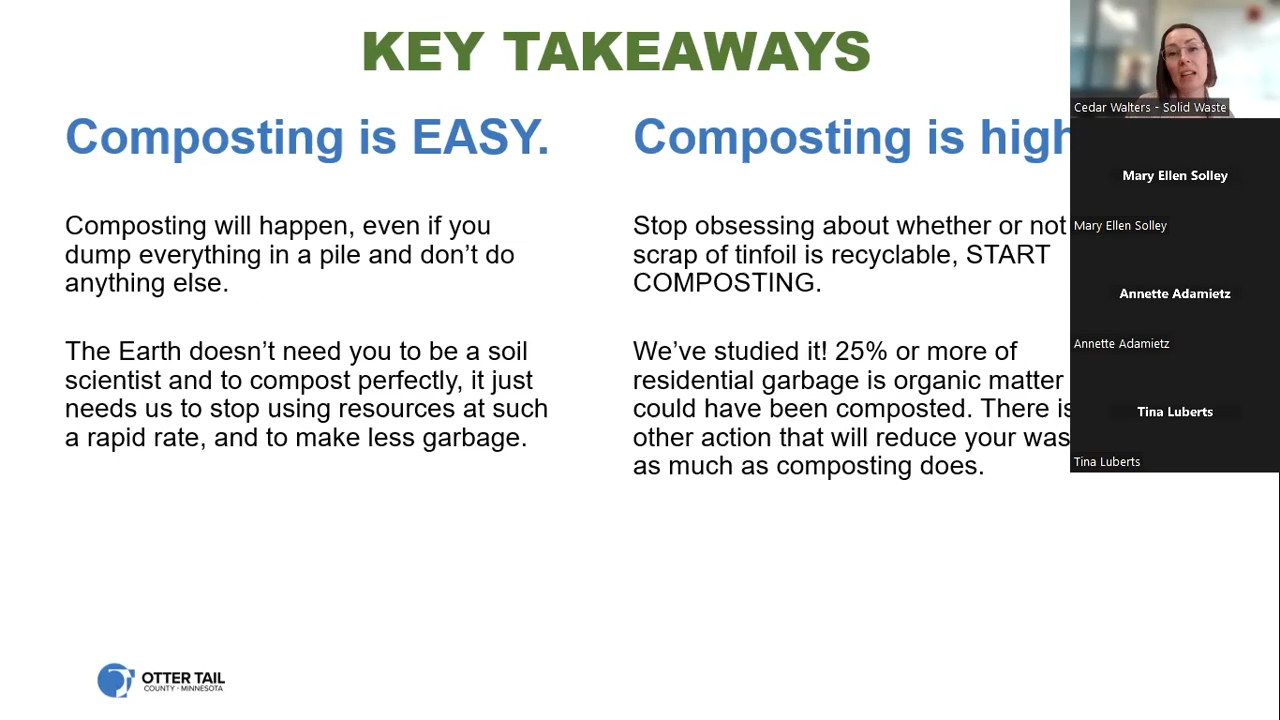 KEY TAKEAWAYS
Composting is EASY.
Composting will happen, even if you
dump everything in a pile and don’t do
anything else.
The Earth doesn’t need you to be a soil
scientist and to compost perfectly, it just
needs us to stop using resources at such
a rapid rate, and to make less garbage.
Composting is high
Stop obsessing about whether or not
scrap of tinfoil is recyclable, START
COMPOSTING.
We’ve studied it! 25% or more of
residential garbage is organic matter
could have been composted. There is
other action that will reduce your was
as much as composting does.
Cedar Walters - Solid Waste
Mary Ellen Solley
Mary Ellen Solley
Annette Adamietz
Annette Adamietz
Tina Luberts
Tina Luberts
OTTER TAIL
COUNTY · MINNESOTA